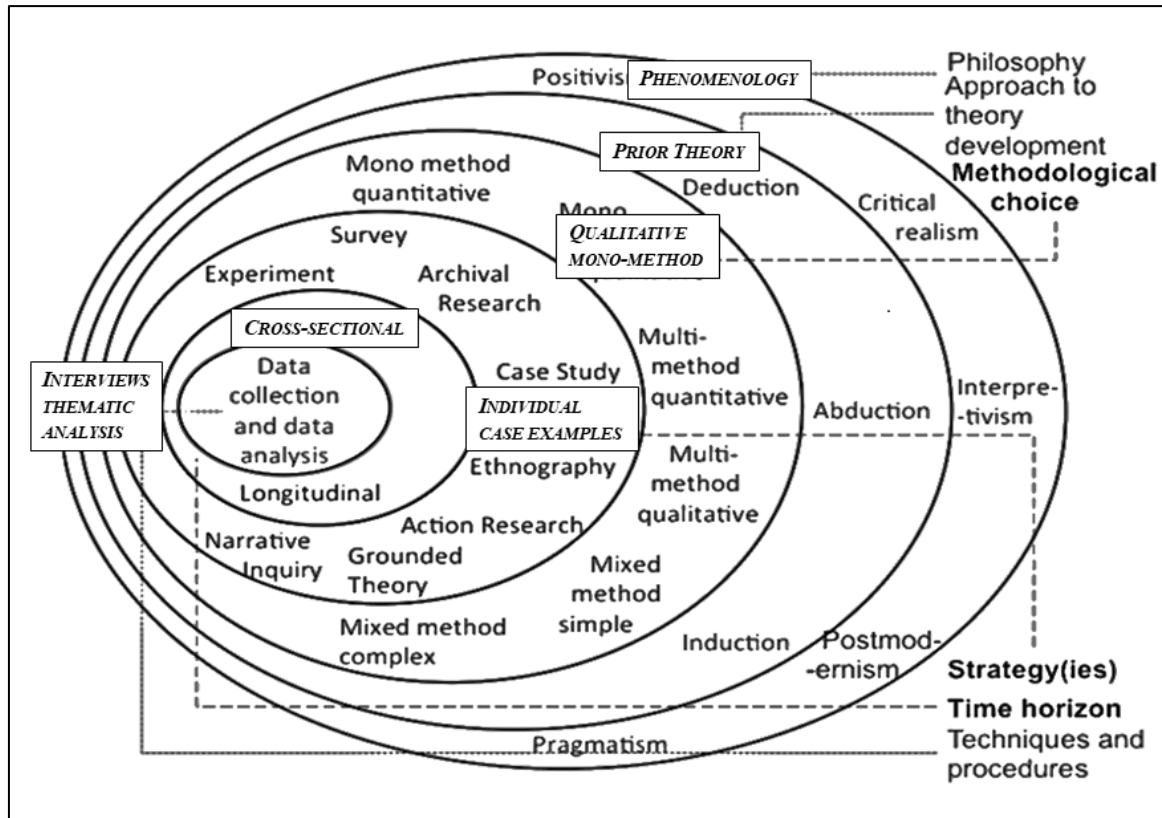 Positivis
PHENOMENOLOGY
Philosophy
Approach to
theory
development
Methodological
choice
PRIOR THEORY
Deduction
Mono method
quantitative
Mono
QUALITATIVE
MONO-METHOD
Critical
realism
Survey
Experiment
Archival
Research
CROSS-SECTIONAL
INTERVIEWS
THEMATIC
ANALYSIS
Data
collection
and data
analysis
Case Study
INDIVIDUAL
CASE EXAMPLES
Ethnography
Multi-
method
quantitative
Abduction
Interpre-
-etivism
Multi-
method
qualitative
Longitudinal
Action Research
Narrative
Inquiry
Grounded
Theory
Mixed
method
simple
Mixed method
complex
Induction
Postmod-
-ernism
Strategy(ies)
Time horizon
Techniques and
procedures
Pragmatism